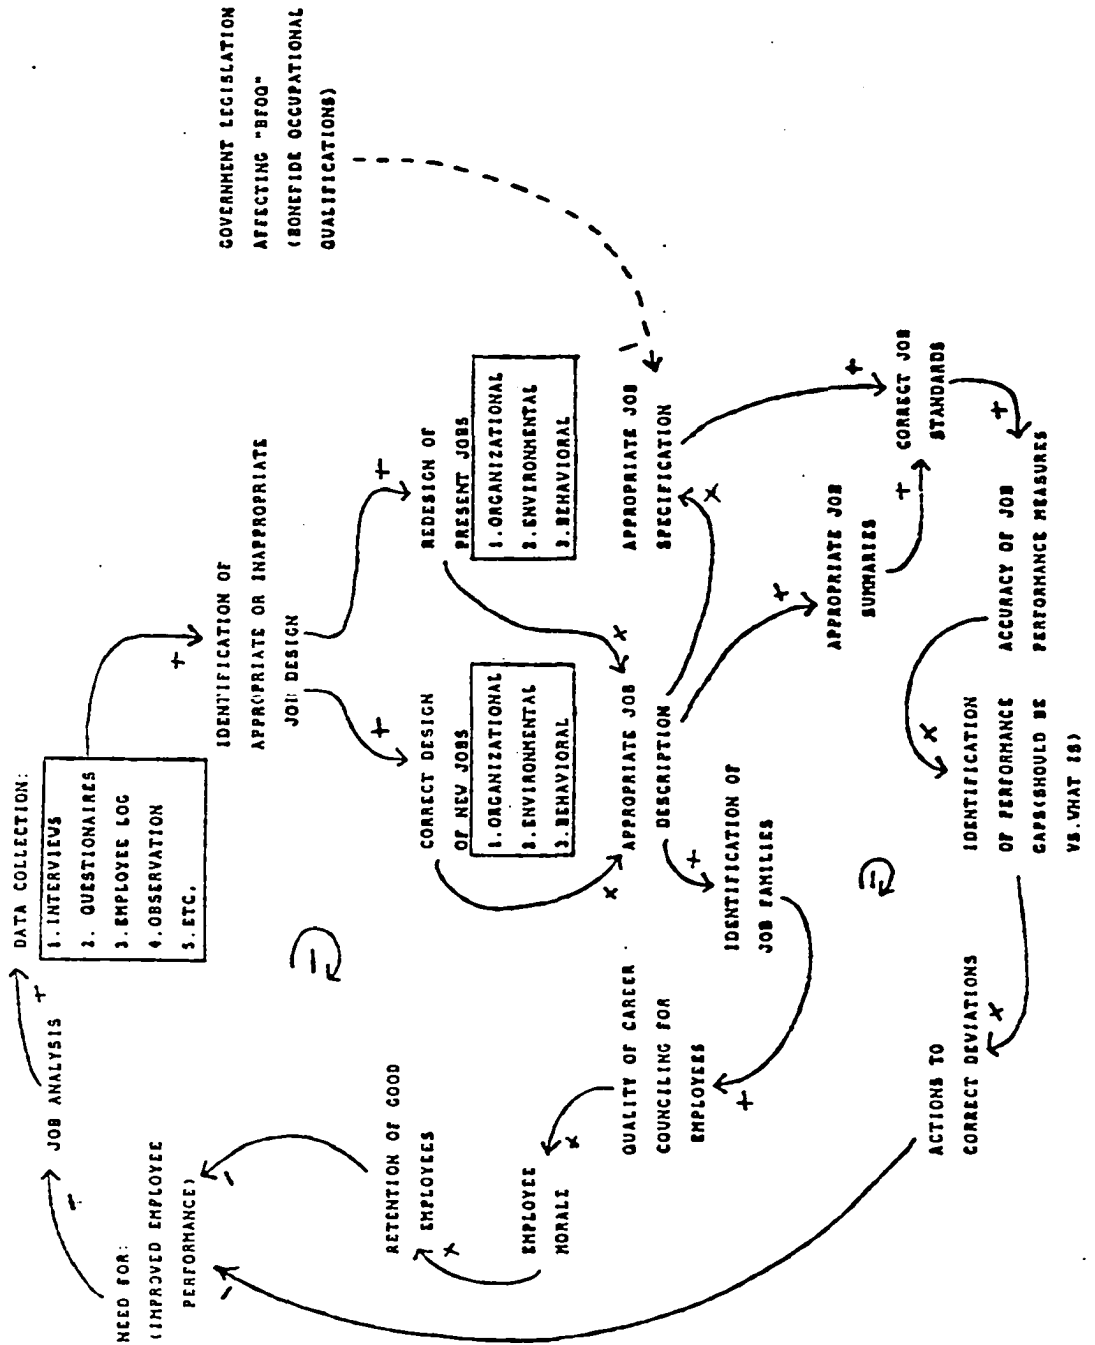 NEED FOR:
(IMPROVED EMPLOYEE
PERFORMANCE)
JOB ANALYSIS
DATA COLLECTION:
1.INTERVIEWS
2. QUESTIONAIRES
3.EMPLOYEE LOG
4.OBSERVATION
5.ETC.
IDENTIFICATION OF
APPROPRIATE OR INAPPROPRIATE
JOB DESIGN
GOVERNMENT LEGISLATION
AFFECTING "BFOQ"
(BONEFIDE OCCUPATIONAL
QUALIFICATIONS)
CORRECT DESIGN
OF NEW JOBS
1.ORGANIZATIONAL
2.ENVIRONMENTAL
3.BEHAVIORAL
REDESIGN OF
PRESENT JOBS
1.ORGANIZATIONAL
2.ENVIRONMENTAL
3.BEHAVIORAL
RETENTION OF GOOD
EMPLOYEES
EMPLOYEE
MORALE
QUALITY OF CAREER
COUNCILING FOR
EMPLOYEES
APPROPRIATE JOB
DESCRIPTION
APPROPRIATE JOB
SPECIFICATION
IDENTIFICATION OF
JOB FAMILIES
APPROPRIATE JOB
SUMMARIES
CORRECT JOB
STANDARDS
ACTIONS TO
CORRECT DEVIATIONS
IDENTIFICATION
OF PERFORMANCE
GAPS(SHOULD BE
VS.WHAT IS)
ACCURACY OF JOB
PERFORMANCE MEASURES